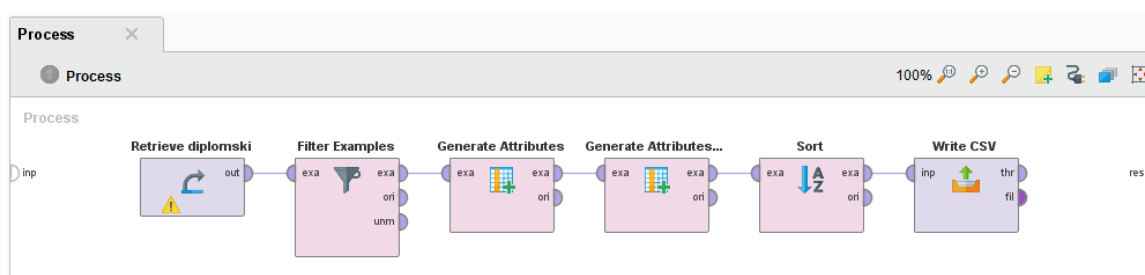 Process
Process
100%
Process
Retrieve diplomski Filter Examples Generate Attributes Generate Attributes... Sort Write CSV
inp out exa exa exa exa exa exa exa exa inp thr res
ori ori ori ori fil
unm